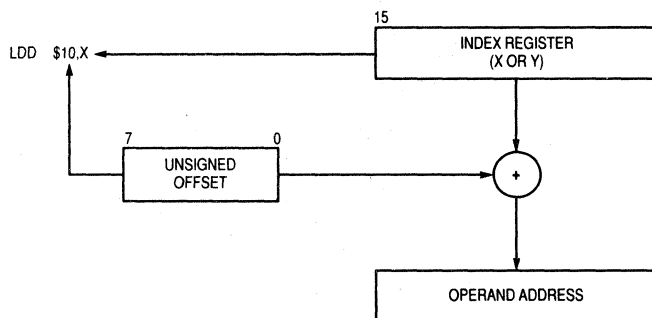 15
INDEX REGISTER
(X OR Y)
LDD $10,X
7 0
UNSIGNED
OFFSET
+
OPERAND ADDRESS